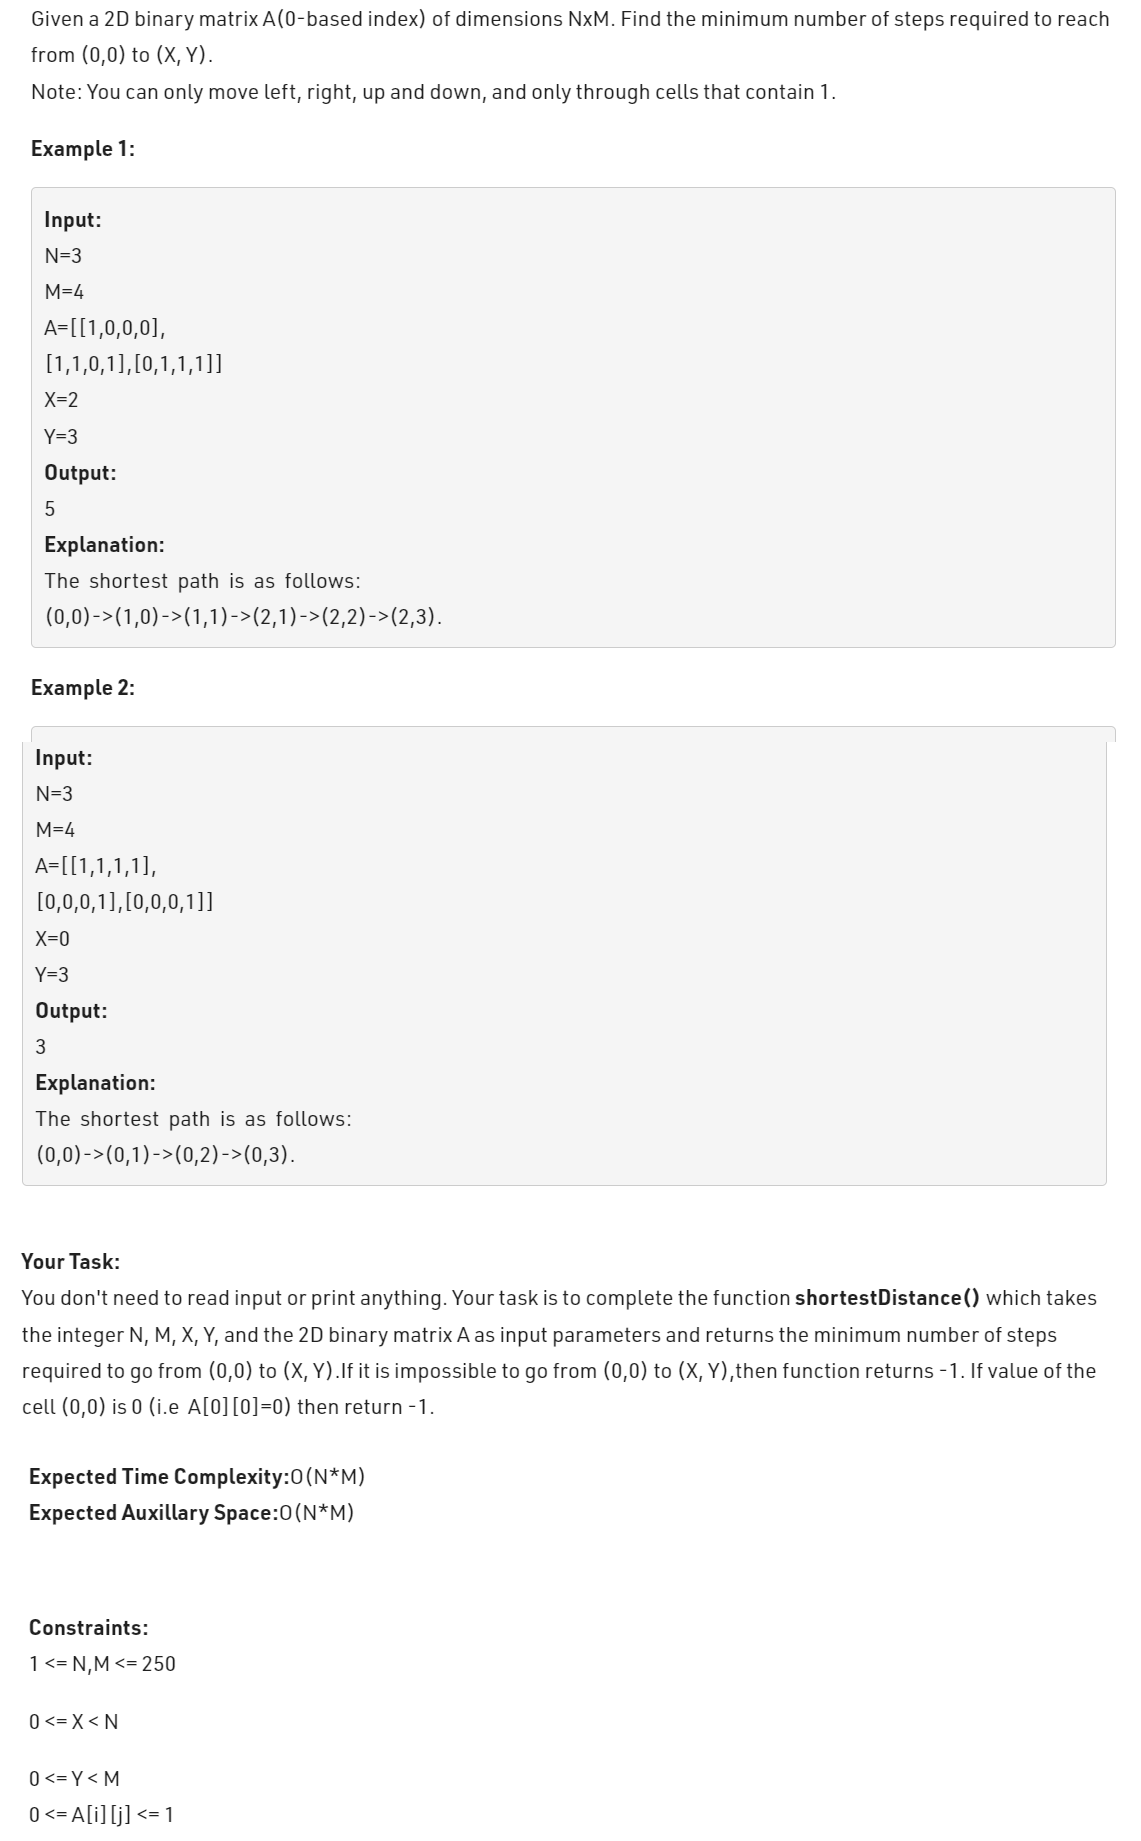 Given a 2D binary matrix A(0-based index) of dimensions NxM. Find the minimum number of steps required to reach
from (0,0) to (X, Y).
Note: You can only move left, right, up and down, and only through cells that contain 1.
Example 1:
Input:
N=3
M=4
A=[[1,0,0,0],
[1,1,0,1],[0,1,1,1]]
X=2
Y=3
Output:
5
Explanation:
The shortest path is as follows:
(0,0)->(1,0)->(1,1)->(2,1)->(2,2)->(2,3).
Example 2:
Input:
N=3
M=4
A=[[1,1,1,1],
[0,0,0,1],[0,0,0,1]]
X=0
Y=3
Output:
3
Explanation:
The shortest path is as follows:
(0,0)->(0,1)->(0,2)->(0,3).
Your Task:
You don't need to read input or print anything. Your task is to complete the function shortestDistance() which takes
the integer N, M, X, Y, and the 2D binary matrix A as input parameters and returns the minimum number of steps
required to go from (0,0) to (X, Y).If it is impossible to go from (0,0) to (X, Y),then function returns -1. If value of the
cell (0,0) is 0 (i.e A[0][0]=0) then return -1.
Expected Time Complexity:O(N*M)
Expected Auxillary Space:O(N*M)
Constraints:
1 <= N,M <= 250
0 <= X < N
0 <= Y < M
0 <= A[i][j] <= 1